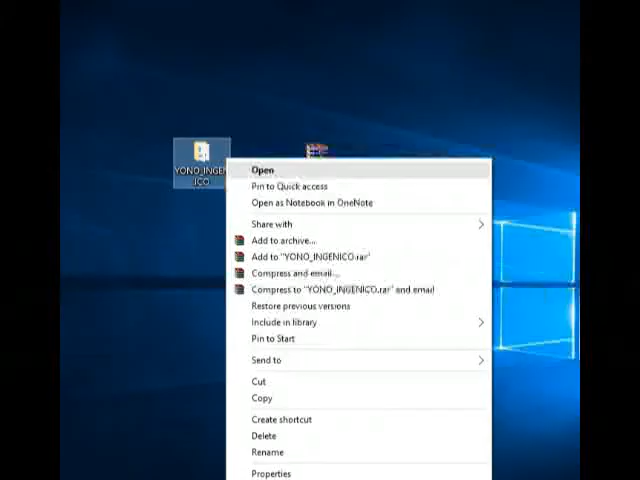 YONO_INGEN
ICO
Open
Pin to Quick access
Open as Notebook in OneNote
Share with
Add to archive...
Add to "YONO_INGENICO.rar"
Compress and email...
Compress to "YONO_INGENICO.rar" and email
Restore previous versions
Include in library
Pin to Start
Send to
Cut
Copy
Create shortcut
Delete
Rename
Properties